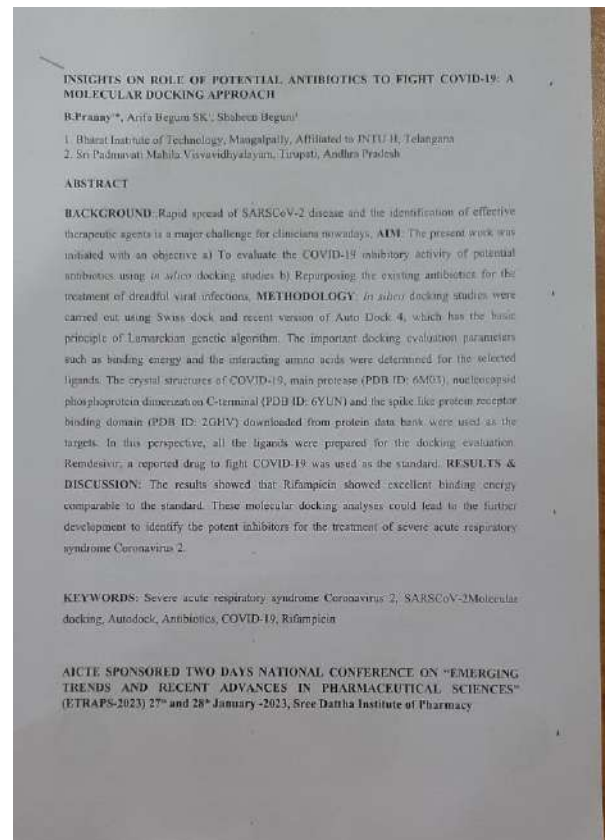 INSIGHTS ON ROLE OF POTENTIAL ANTIBIOTICS TO FIGHT COVID-19: A
MOLECULAR DOCKING APPROACH
B.Pranay¹*, Arifa Begum SK¹, Shaheen Begum²
1. Bharat Institute of Technology, Mangalpally, Affiliated to JNTU H, Telangana
2. Sri Padmavati Mahila Visvavidhyalayam, Tirupati, Andhra Pradesh
ABSTRACT
BACKGROUND: Rapid spread of SARSCoV-2 disease and the identification of effective
therapeutic agents is a major challenge for clinicians nowadays. AIM: The present work was
initiated with an objective a) To evaluate the COVID-19 inhibitory activity of potential
antibiotics using in silico docking studies b) Repurposing the existing antibiotics for the
treatment of dreadful viral infections. METHODOLOGY: In silico docking studies were
carried out using Swiss dock and recent version of Auto Dock 4, which has the basic
principle of Lamarckian genetic algorithm. The important docking evaluation parameters
such as binding energy and the interacting amino acids were determined for the selected
ligands. The crystal structures of COVID-19, main protease (PDB ID: 6M03), nucleocapsid
phosphoprotein dimerization C-terminal (PDB ID: 6YUN) and the spike like protein receptor
binding domain (PDB ID: 2GHV) downloaded from protein data bank were used as the
targets. In this perspective, all the ligands were prepared for the docking evaluation.
Remdesivir, a reported drug to fight COVID-19 was used as the standard. RESULTS &
DISCUSSION: The results showed that Rifampicin showed excellent binding energy
comparable to the standard. These molecular docking analyses could lead to the further
development to identify the potent inhibitors for the treatment of severe acute respiratory
syndrome Coronavirus 2.
KEYWORDS: Severe acute respiratory syndrome Coronavirus 2, SARSCoV-2Molecular
docking, Autodock, Antibiotics, COVID-19, Rifampicin
AICTE SPONSORED TWO DAYS NATIONAL CONFERENCE ON “EMERGING
TRENDS AND RECENT ADVANCES IN PHARMACEUTICAL SCIENCES”
(ETRAPS-2023) 27th and 28th January -2023, Sree Dattha Institute of Pharmacy